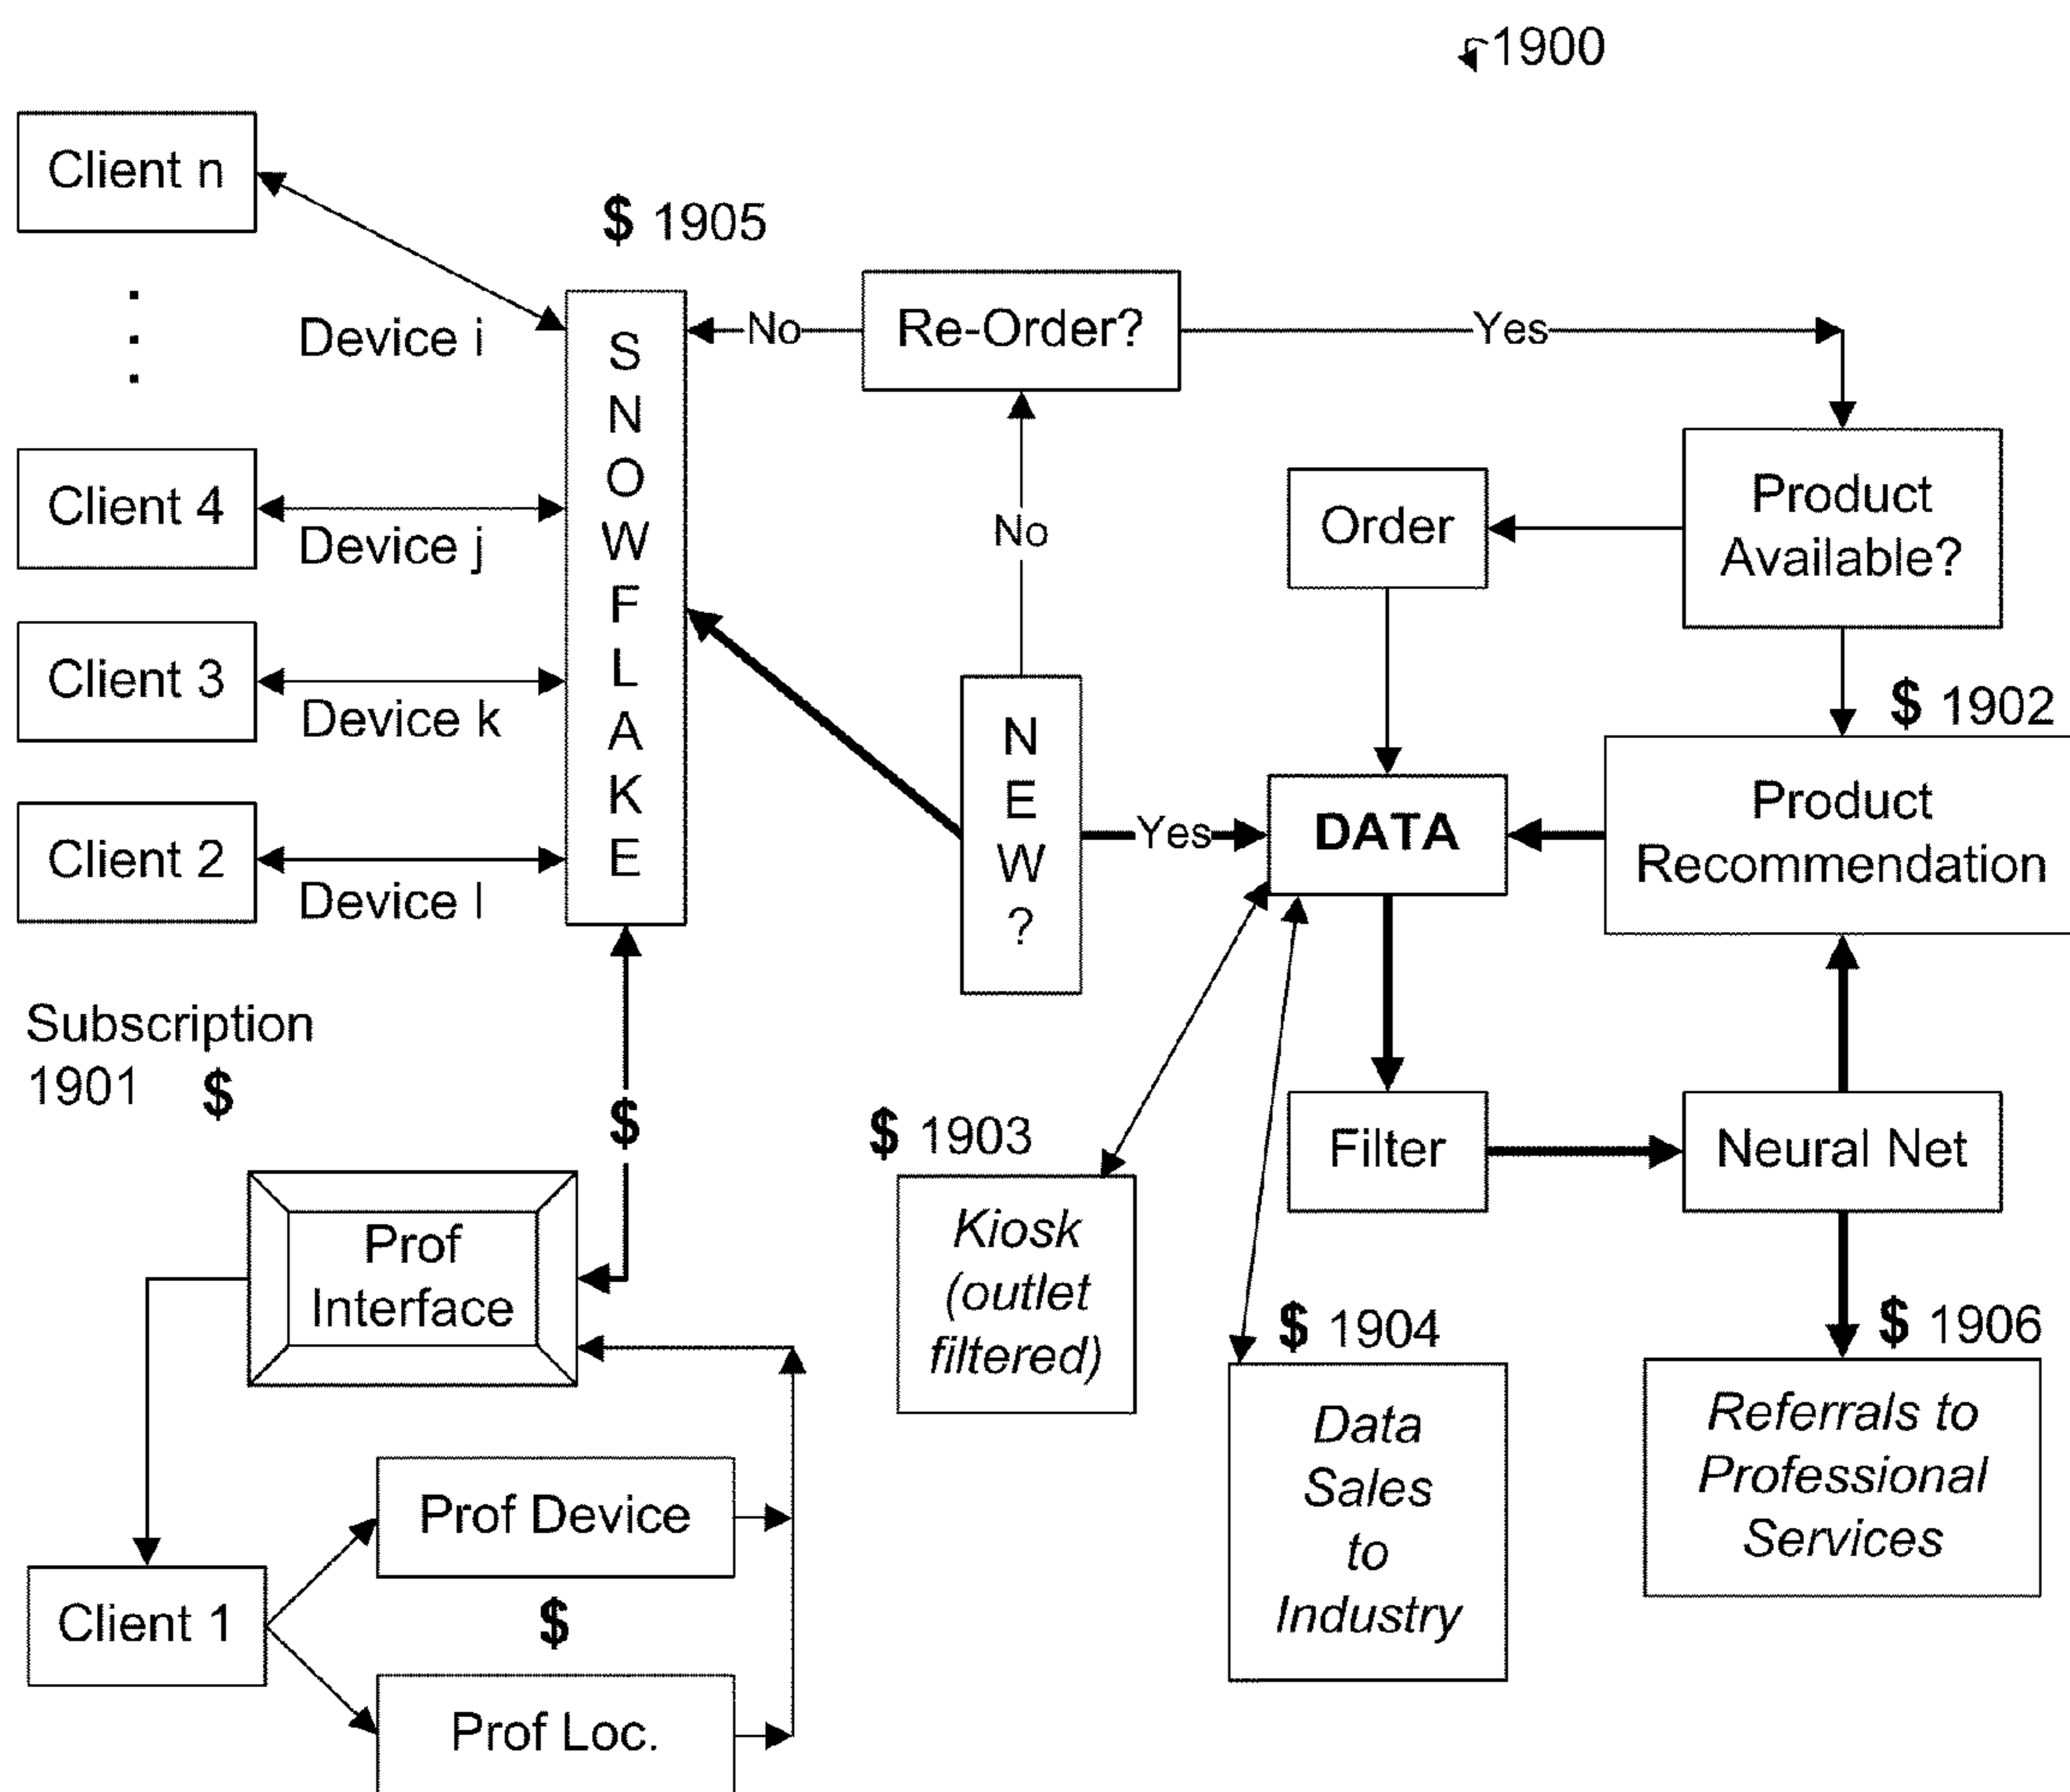 1900
Client n
$ 1905
Device i
S
N
O
W
F
L
A
K
E
No
Re-Order?
Yes
Client 4
Device j
Client 3
Device k
Client 2
Device l
No
Order
Product
Available?
$ 1902
N
E
W
?
Yes
DATA
Product
Recommendation
Subscription
1901 $
$
$ 1903
Filter
Neural Net
Prof
Interface
Kiosk
(outlet
filtered)
$ 1904
$ 1906
Data
Sales
to
Industry
Referrals to
Professional
Services
Prof Device
Client 1
$
Prof Loc.